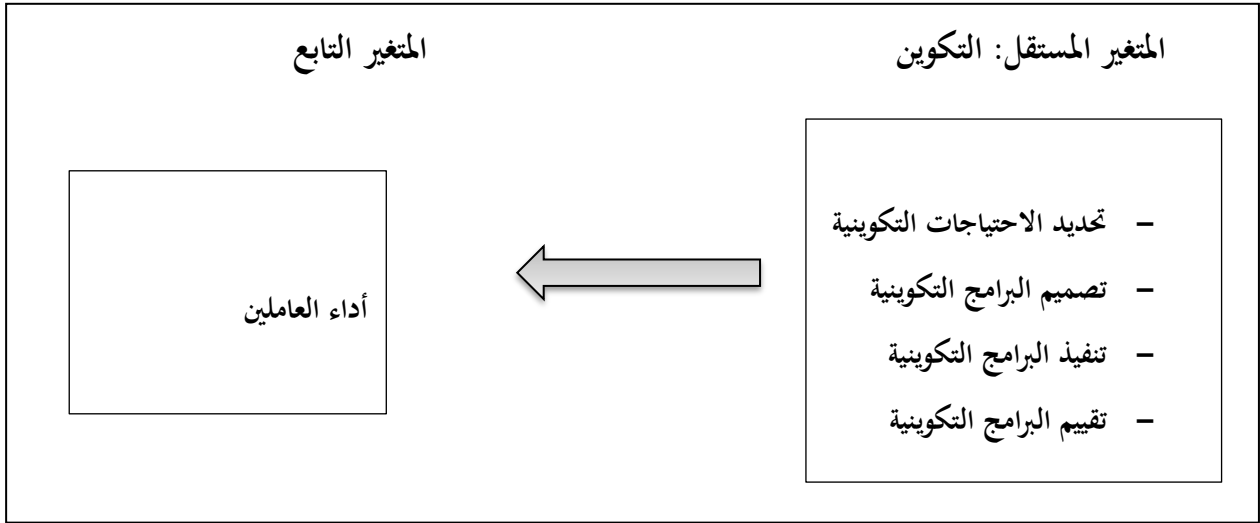 المتغير المستقل: التكوين
المتغير التابع
– تحديد الاحتياجات التكوينية
– تصميم البرامج التكوينية
– تنفيذ البرامج التكوينية
– تقييم البرامج التكوينية
أداء العاملين